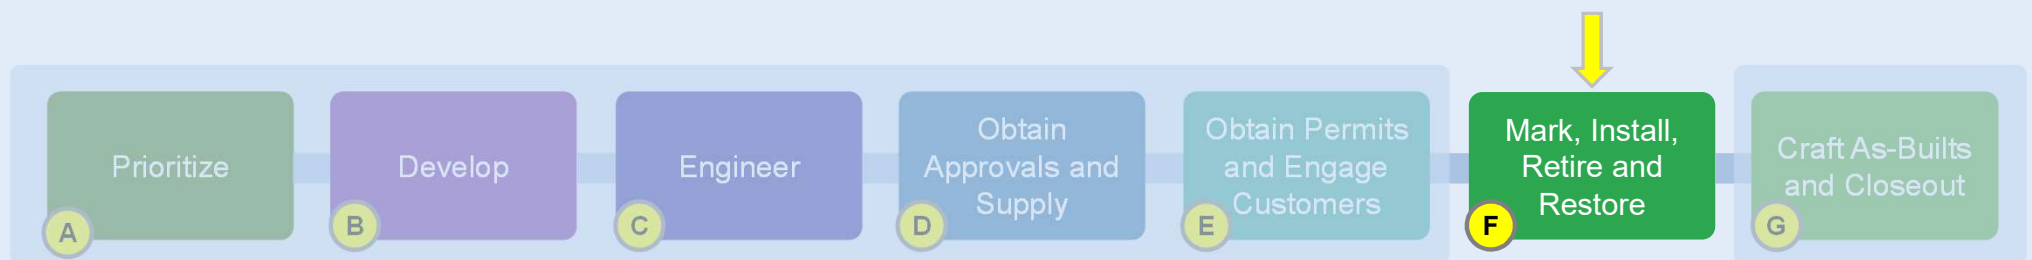 Prioritize
A
Develop
B
Engineer
C
Obtain
Approvals and
Supply
D
Obtain Permits
and Engage
Customers
E
Mark, Install,
Retire and
Restore
F
Craft As-Builts
and Closeout
G